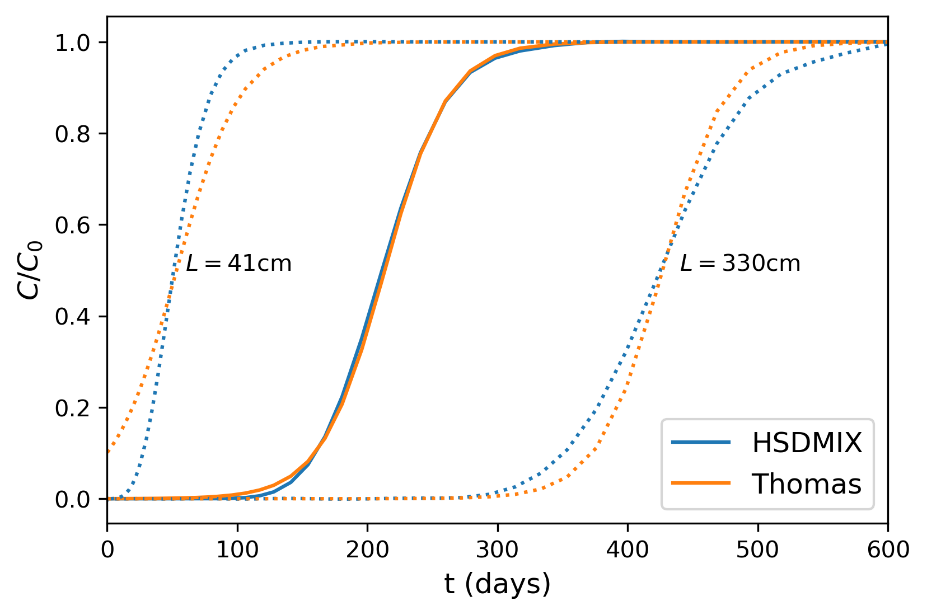 1.0
0.8
0.6
0.4
0.2
0.0
C/C₀
L = 41cm
L = 330cm
HSDMIX
Thomas
0 100 200 300 400 500 600
t (days)